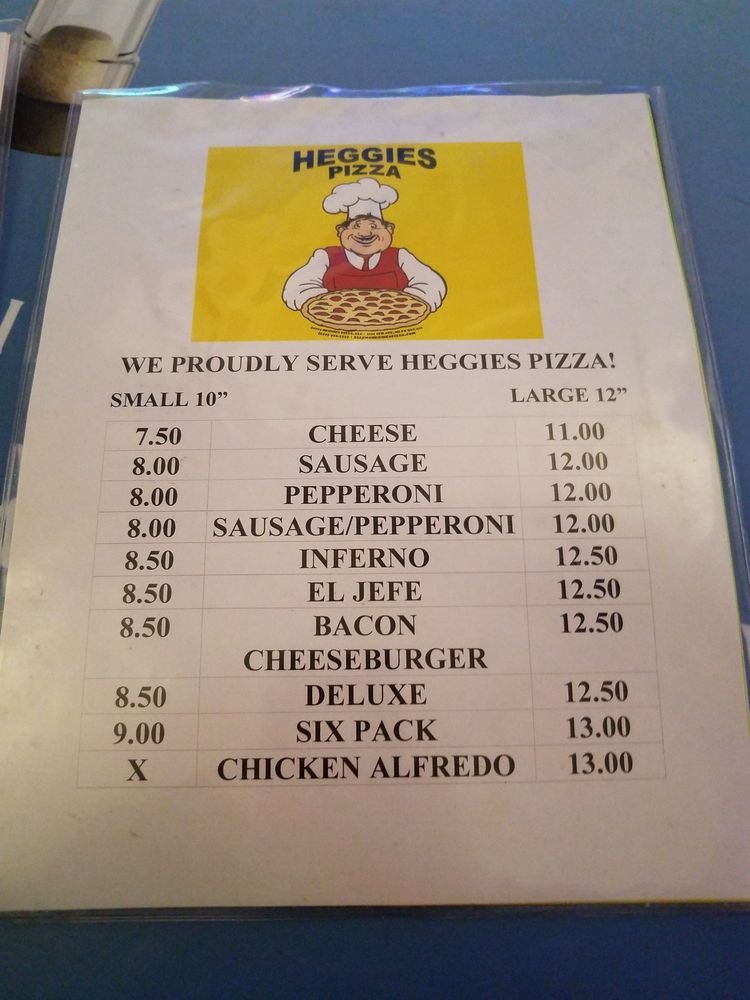 HEGGIES
PIZZA
WE PROUDLY SERVE HEGGIES PIZZA!
SMALL 10” LARGE 12”
7.50 CHEESE 11.00
8.00 SAUSAGE 12.00
8.00 PEPPERONI 12.00
8.00 SAUSAGE/PEPPERONI 12.00
8.50 INFERNO 12.50
8.50 EL JEFE 12.50
8.50 BACON 12.50
CHEESEBURGER
8.50 DELUXE 12.50
9.00 SIX PACK 13.00
X CHICKEN ALFREDO 13.00